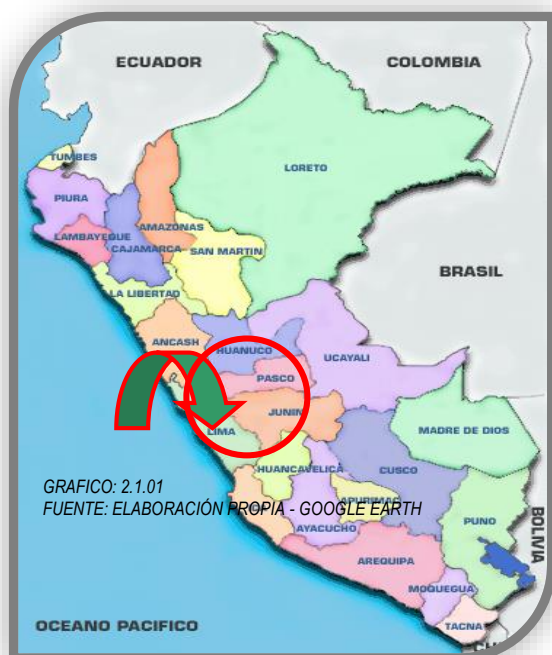 ECUADOR
COLOMBIA
TUMBES
LORETO
PIURA
AMAZONAS
LAMBAYEQUE
CAJAMARCA
SAN MARTIN
BRASIL
LA LIBERTAD
ANCASH
HUANUCO
UCAYALI
PASCO
JUNIN
LIMA
MADRE DE DIOS
HUANCAVELICA
CUSCO
GRAFICO: 2.1.01
APURIMAC
FUENTE: ELABORACIÓN PROPIA - GOOGLE EARTH
PUNO
BOLIVIA
AYACUCHO
AREQUIPA
MOQUEGUA
OCEANO PACIFICO
TACNA